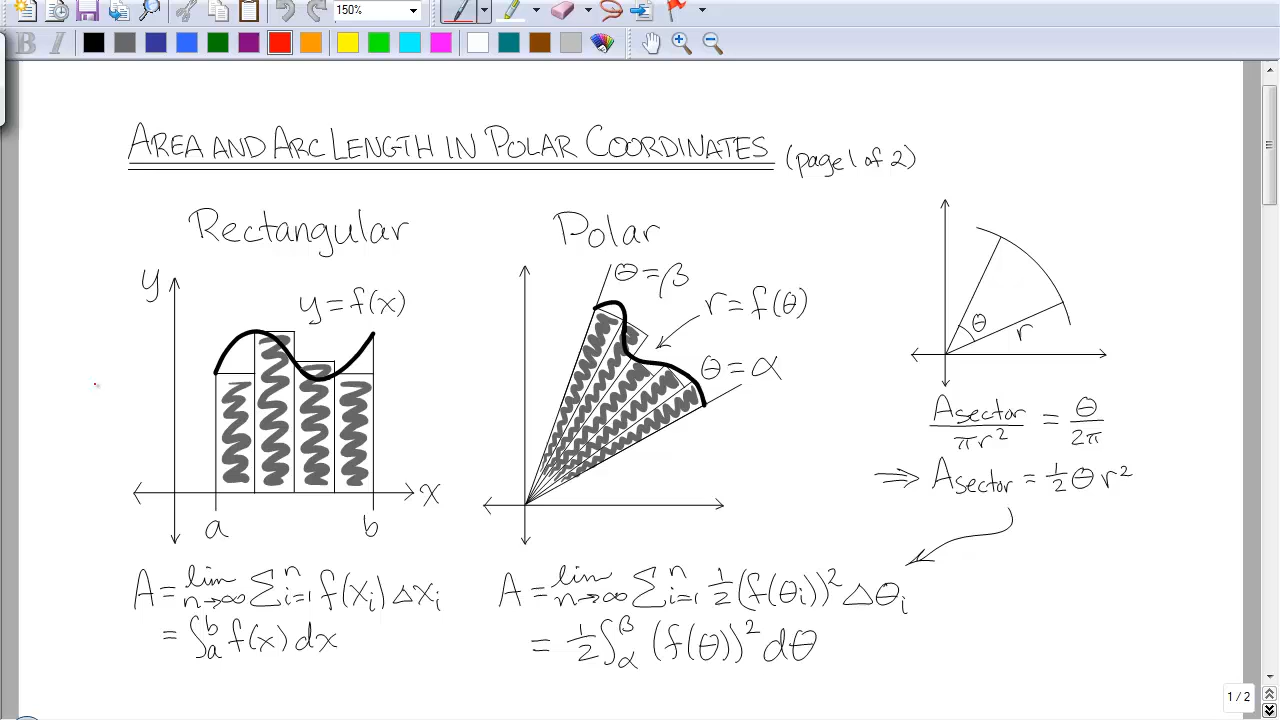 150%
B I
AREA AND ARC LENGTH IN POLAR COORDINATES (page 1 of 2)
Rectangular
y
y = f(x)
x
a
b
A = lim n→∞ Σ i=1 n f(xᵢ) Δxᵢ
= ∫ₐᵇ f(x) dx
Polar
θ = β
r = f(θ)
θ = α
A = lim n→∞ Σ i=1 n ½ (f(θᵢ))² Δθᵢ
= ½ ∫ α β (f(θ))² dθ
θ
r
Asector / πr² = θ / 2π
⇒ Asector = ½ θ r²
1 / 2